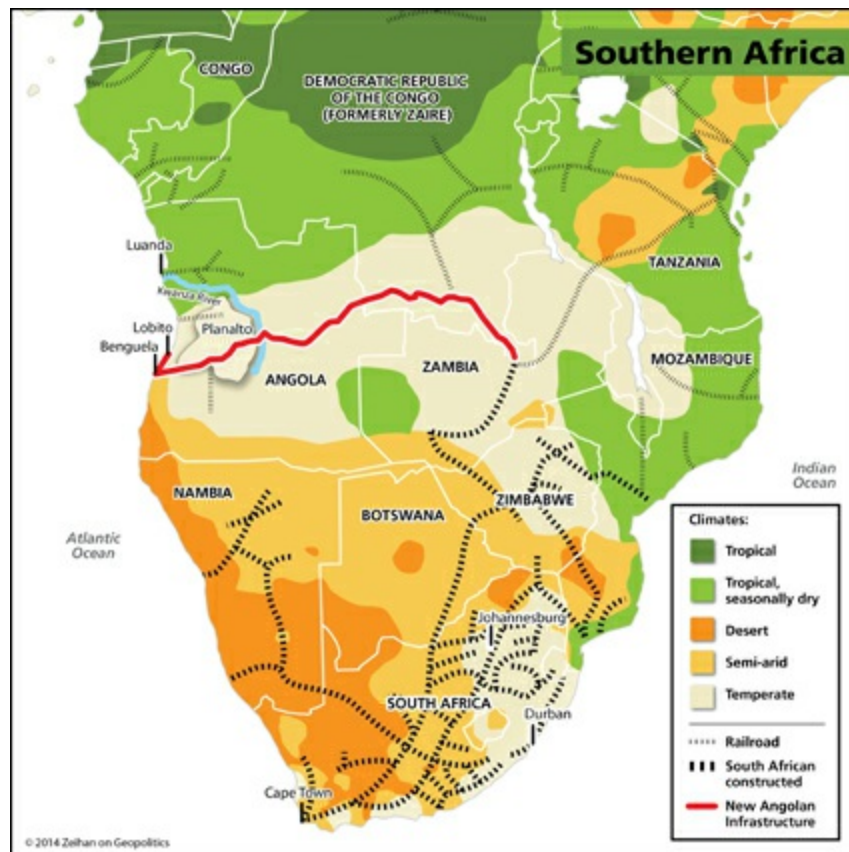 Southern Africa
CONGO
DEMOCRATIC REPUBLIC
OF THE CONGO
(FORMERLY ZAIRE)
TANZANIA
Luanda
Kwanza River
Lobito
Planalto
Benguela
ANGOLA
ZAMBIA
MOZAMBIQUE
Indian
Ocean
NAMBIA
BOTSWANA
ZIMBABWE
Atlantic
Ocean
Johannesburg
SOUTH AFRICA
Durban
Cape Town
Climates:
Tropical
Tropical,
seasonally dry
Desert
Semi-arid
Temperate
Railroad
South African
constructed
New Angolan
Infrastructure
© 2014 Zeihan on Geopolitics